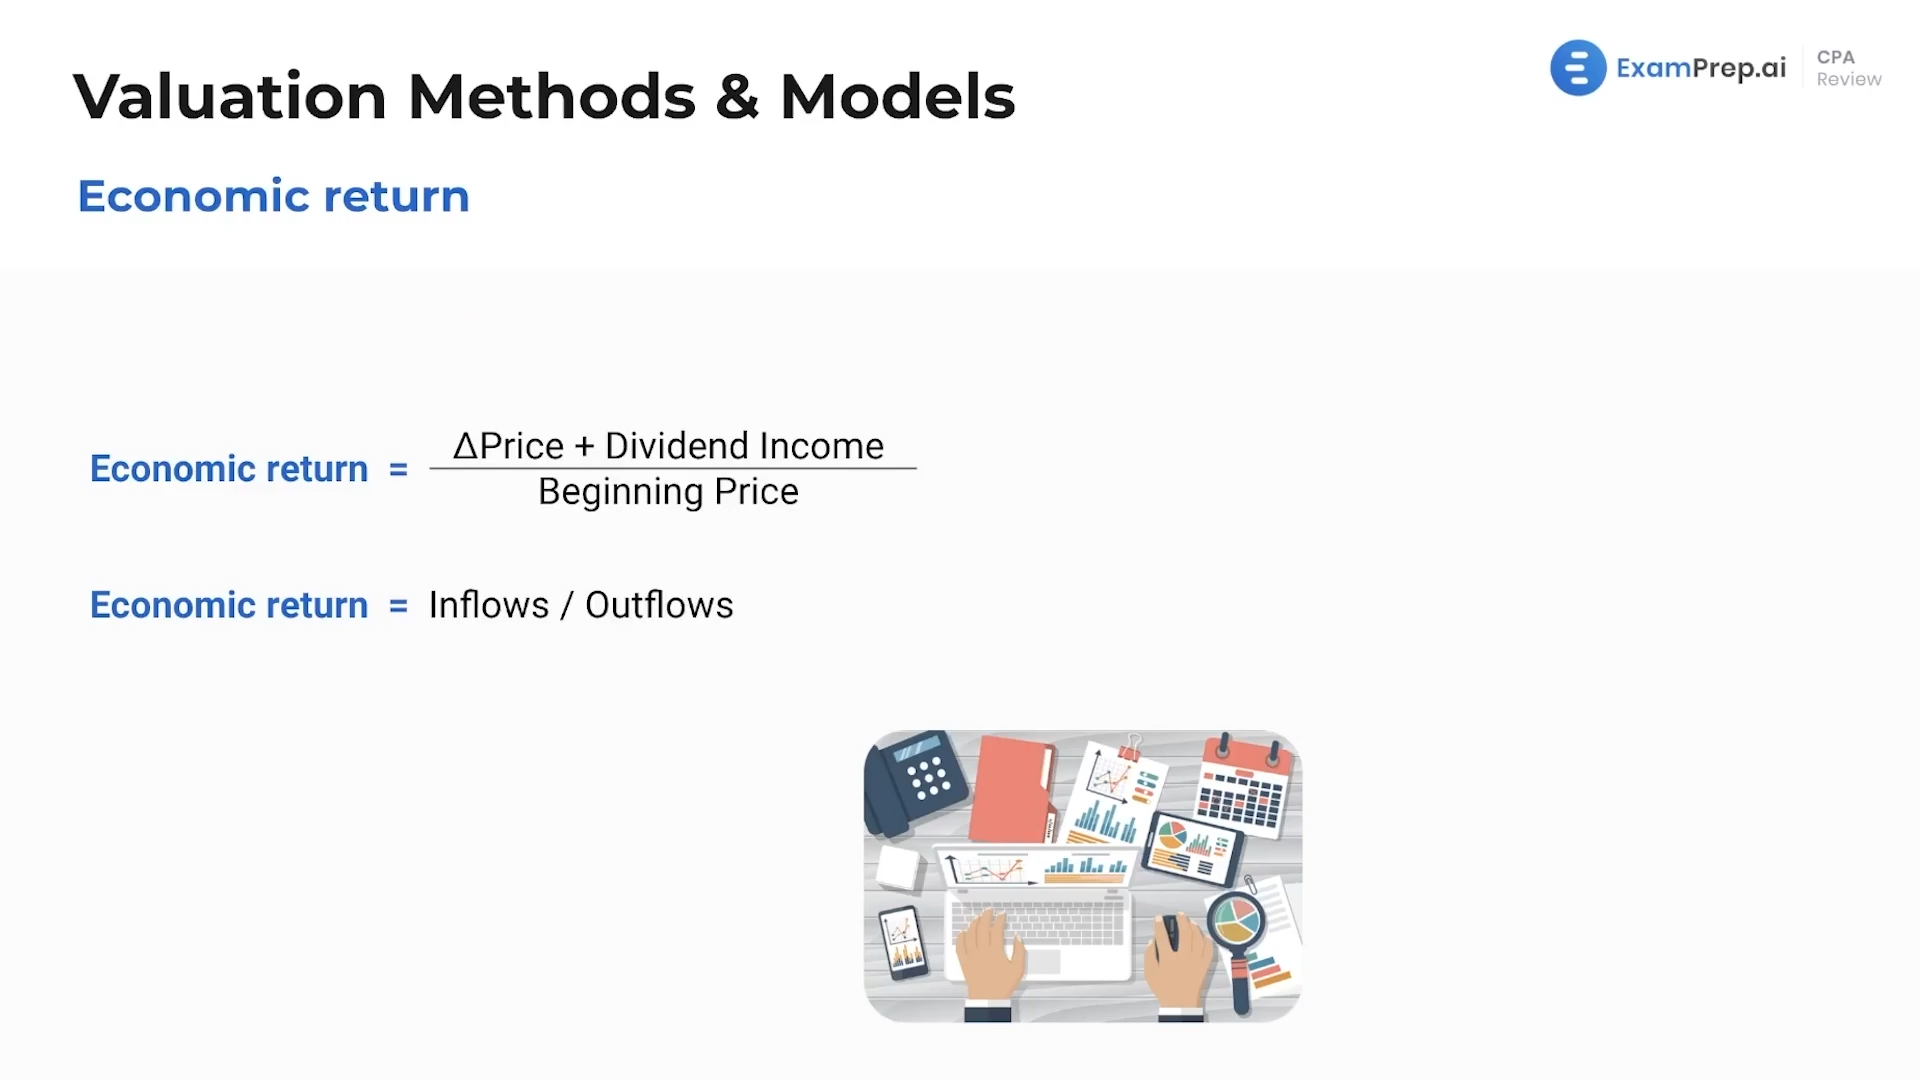 Valuation Methods & Models
ExamPrep.ai
CPA
Review
Economic return
Economic return = ΔPrice + Dividend Income
Beginning Price
Economic return = Inflows / Outflows